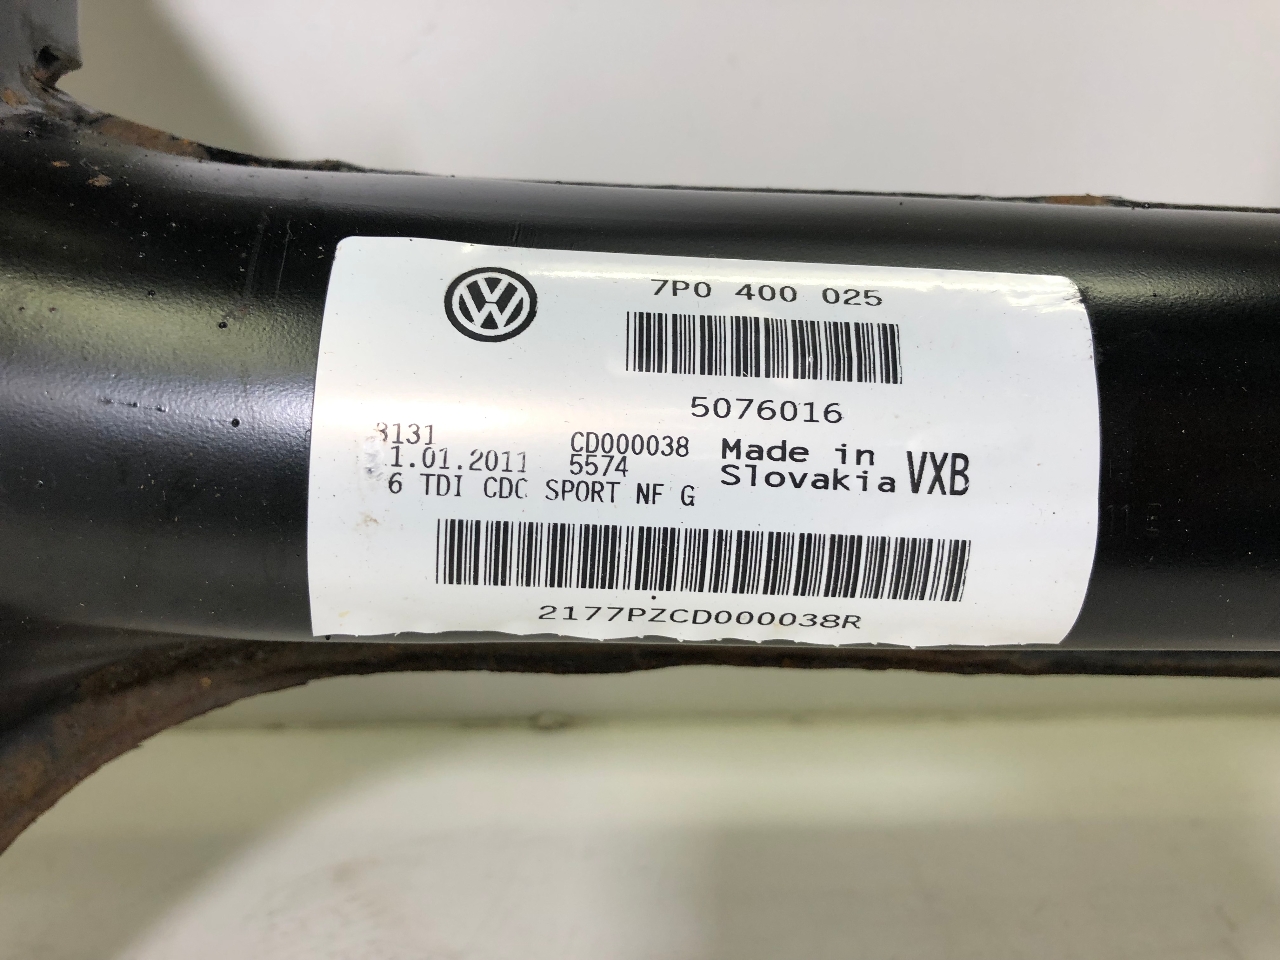 7P0 400 025
5076016
8131 CD000038 Made in
1.01.2011 5574 Slovakia VXB
6 TDI CDC SPORT NF G
2177PZCD000038R